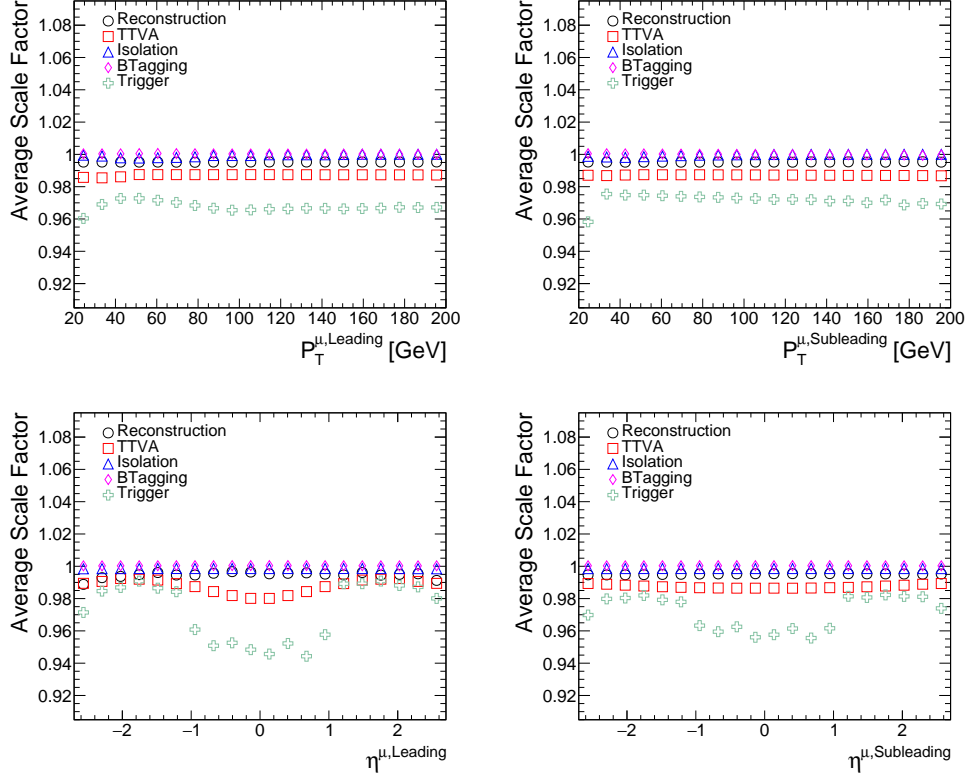 Average Scale Factor
1.08
1.06
1.04
1.02
1
0.98
0.96
0.94
0.92
Reconstruction
TTVA
Isolation
BTagging
Trigger
20 40 60 80 100 120 140 160 180 200
P_T^{μ,Leading} [GeV]
Average Scale Factor
1.08
1.06
1.04
1.02
1
0.98
0.96
0.94
0.92
Reconstruction
TTVA
Isolation
BTagging
Trigger
20 40 60 80 100 120 140 160 180 200
P_T^{μ,Subleading} [GeV]
Average Scale Factor
1.08
1.06
1.04
1.02
1
0.98
0.96
0.94
0.92
Reconstruction
TTVA
Isolation
BTagging
Trigger
−2 −1 0 1 2
η^{μ,Leading}
Average Scale Factor
1.08
1.06
1.04
1.02
1
0.98
0.96
0.94
0.92
Reconstruction
TTVA
Isolation
BTagging
Trigger
−2 −1 0 1 2
η^{μ,Subleading}